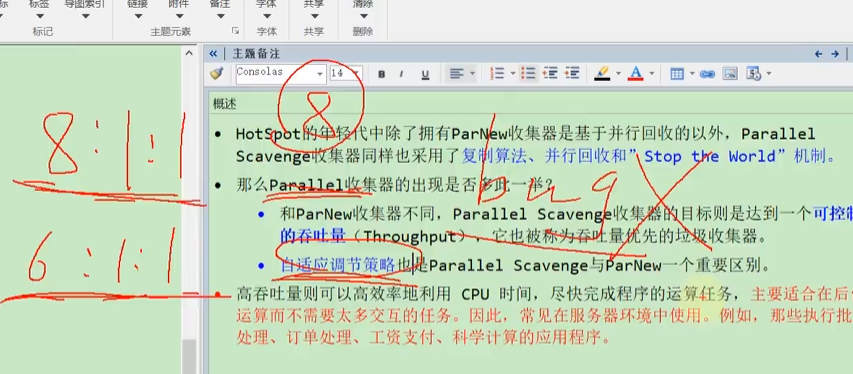 标签 导图索引 链接 附件 备注 字体 共享 清除
标记 主题元素 字体 共享 删除
主题备注
Consolas 14 B I U A
概述
8
8:1:1
6:1:1
bug
HotSpot的年轻代中除了拥有ParNew收集器是基于并行回收的以外，Parallel
Scavenge收集器同样也采用了复制算法、并行回收和"Stop the World"机制。
那么Parallel收集器的出现是否多此一举？
和ParNew收集器不同，Parallel Scavenge收集器的目标则是达到一个可控制
的吞吐量（Throughput），它也被称为吞吐量优先的垃圾收集器。
自适应调节策略也是Parallel Scavenge与ParNew一个重要区别。
高吞吐量则可以高效率地利用 CPU 时间，尽快完成程序的运算任务，主要适合在后
运算而不需要太多交互的任务。因此，常见在服务器环境中使用。例如，那些执行批
处理、订单处理、工资支付、科学计算的应用程序。